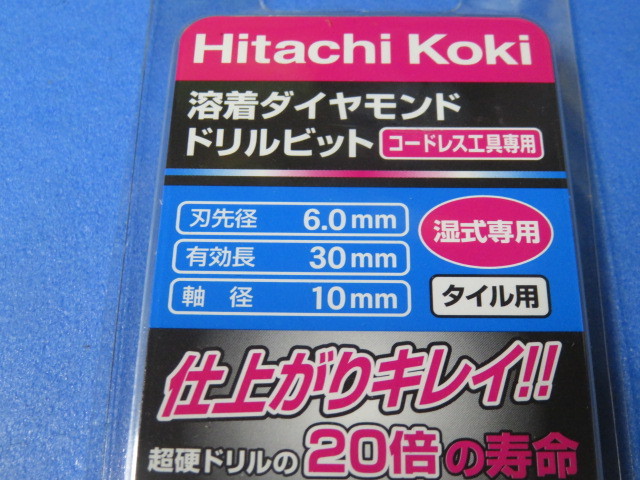 Hitachi Koki
溶着ダイヤモンド
ドリルビット コードレス工具専用
刃先径 6.0mm
湿式専用
有効長 30mm
軸 径 10mm
タイル用
仕上がりキレイ!!
超硬ドリルの20倍の寿命